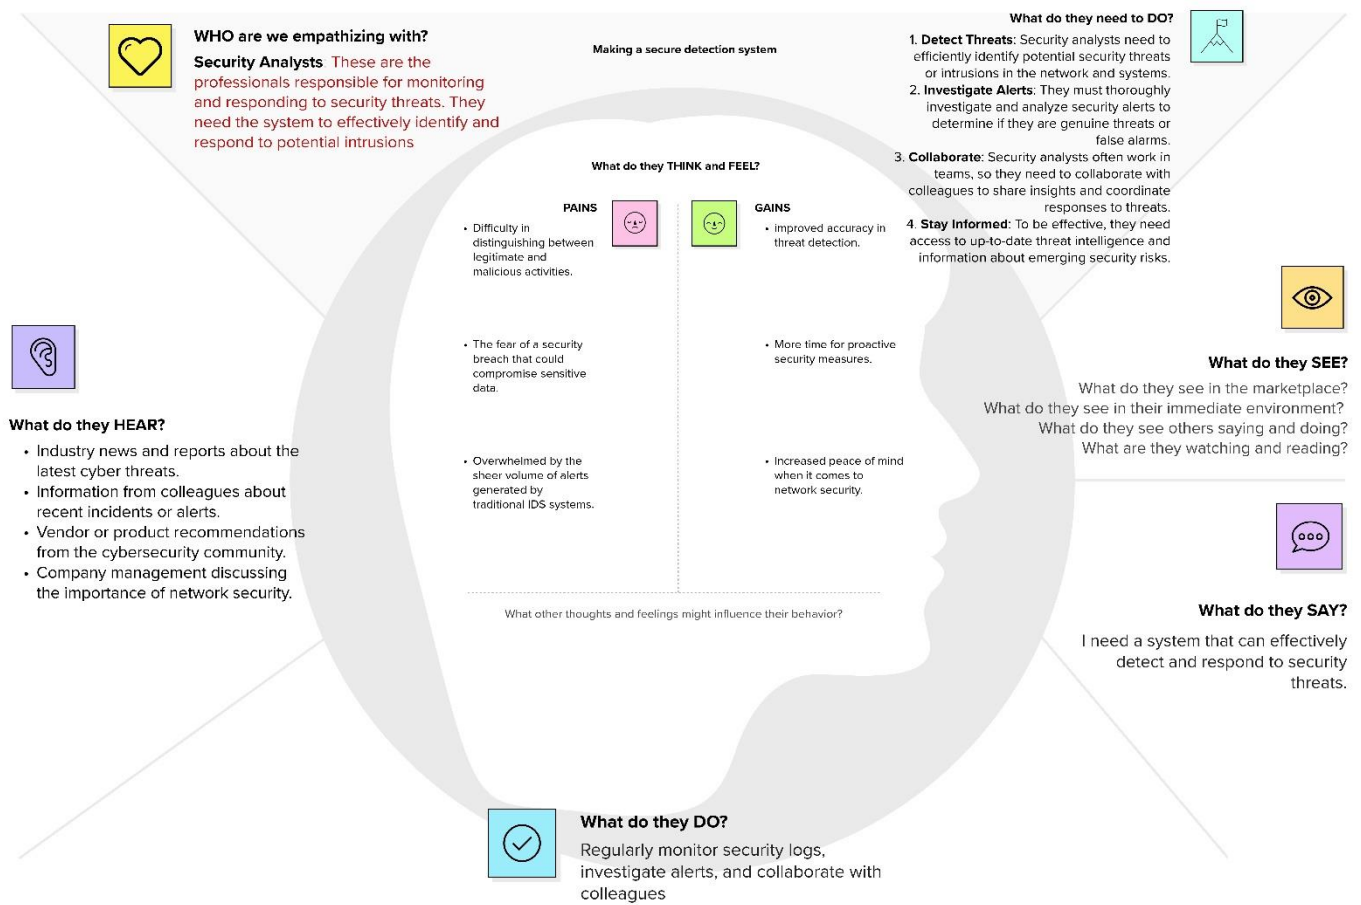 WHO are we empathizing with?
Security Analysts: These are the
professionals responsible for monitoring
and responding to security threats. They
need the system to effectively identify and
respond to potential intrusions
Making a secure detection system
What do they need to DO?
1. Detect Threats: Security analysts need to
efficiently identify potential security threats
or intrusions in the network and systems.
2. Investigate Alerts: They must thoroughly
investigate and analyze security alerts to
determine if they are genuine threats or
false alarms.
3. Collaborate: Security analysts often work in
teams, so they need to collaborate with
colleagues to share insights and coordinate
responses to threats.
4. Stay Informed: To be effective, they need
access to up-to-date threat intelligence and
information about emerging security risks.
What do they THINK and FEEL?
PAINS
• Difficulty in
distinguishing between
legitimate and
malicious activities.
• The fear of a security
breach that could
compromise sensitive
data.
• Overwhelmed by the
sheer volume of alerts
generated by
traditional IDS systems.
GAINS
• improved accuracy in
threat detection.
• More time for proactive
security measures.
• Increased peace of mind
when it comes to
network security.
What other thoughts and feelings might influence their behavior?
What do they HEAR?
• Industry news and reports about the
latest cyber threats.
• Information from colleagues about
recent incidents or alerts.
• Vendor or product recommendations
from the cybersecurity community.
• Company management discussing
the importance of network security.
What do they SEE?
What do they see in the marketplace?
What do they see in their immediate environment?
What do they see others saying and doing?
What are they watching and reading?
What do they SAY?
I need a system that can effectively
detect and respond to security
threats.
What do they DO?
Regularly monitor security logs,
investigate alerts, and collaborate with
colleagues